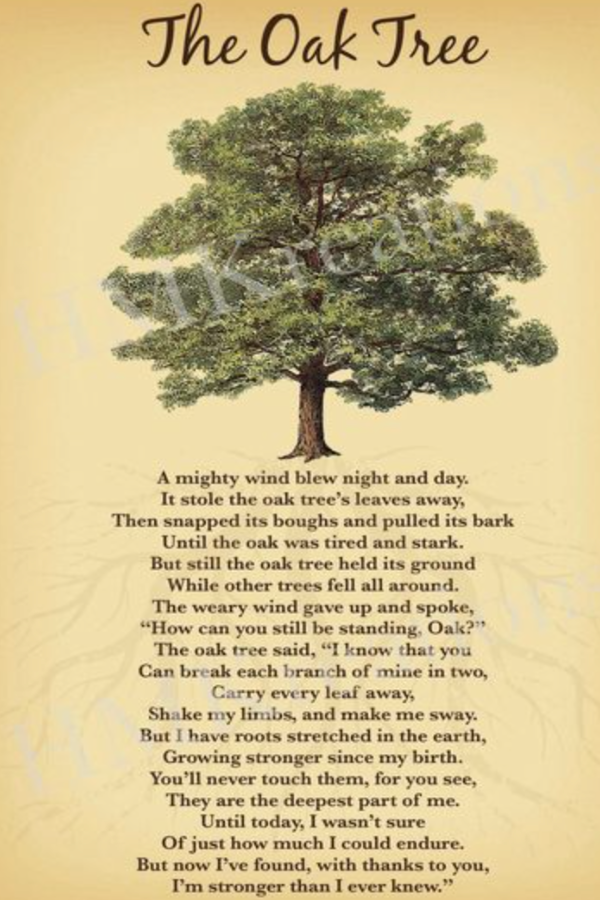 The Oak Tree
A mighty wind blew night and day.
It stole the oak tree's leaves away,
Then snapped its boughs and pulled its bark
Until the oak was tired and stark.
But still the oak tree held its ground
While other trees fell all around.
The weary wind gave up and spoke,
“How can you still be standing, Oak?”
The oak tree said, “I know that you
Can break each branch of mine in two,
Carry every leaf away,
Shake my limbs, and make me sway.
But I have roots stretched in the earth,
Growing stronger since my birth.
You'll never touch them, for you see,
They are the deepest part of me.
Until today, I wasn't sure
Of just how much I could endure.
But now I've found, with thanks to you,
I'm stronger than I ever knew.”
HMKreations